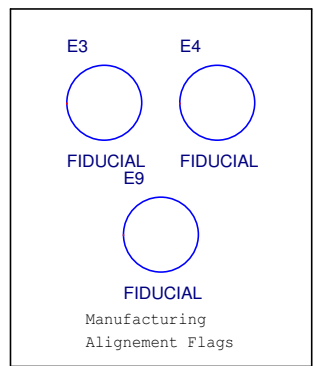 E3 E4
FIDUCIAL FIDUCIAL
E9
FIDUCIAL
Manufacturing
Alignement Flags